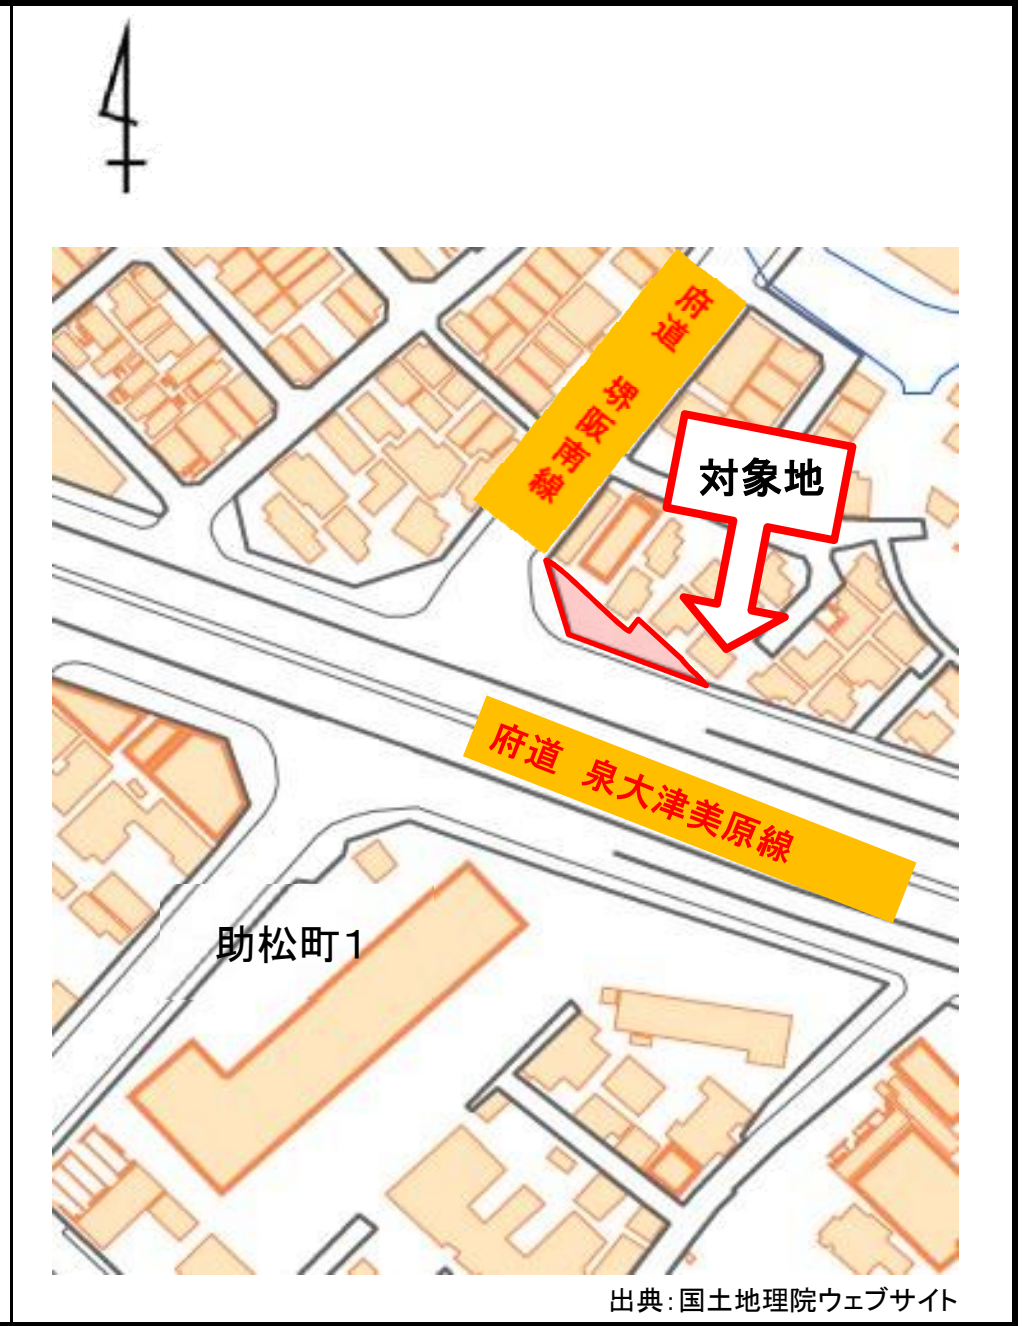 府道 堺阪南線
対象地
府道 泉大津美原線
助松町1
出典:国土地理院ウェブサイト